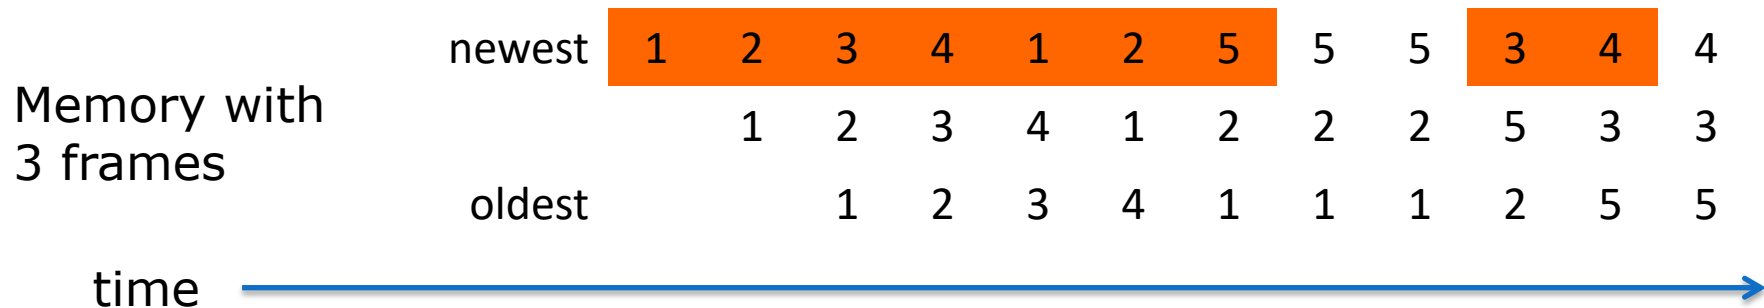 newest 1 2 3 4 1 2 5 5 5 3 4 4
Memory with
3 frames
1 2 3 4 1 2 2 2 5 3 3
oldest 1 2 3 4 1 1 1 2 5 5
time